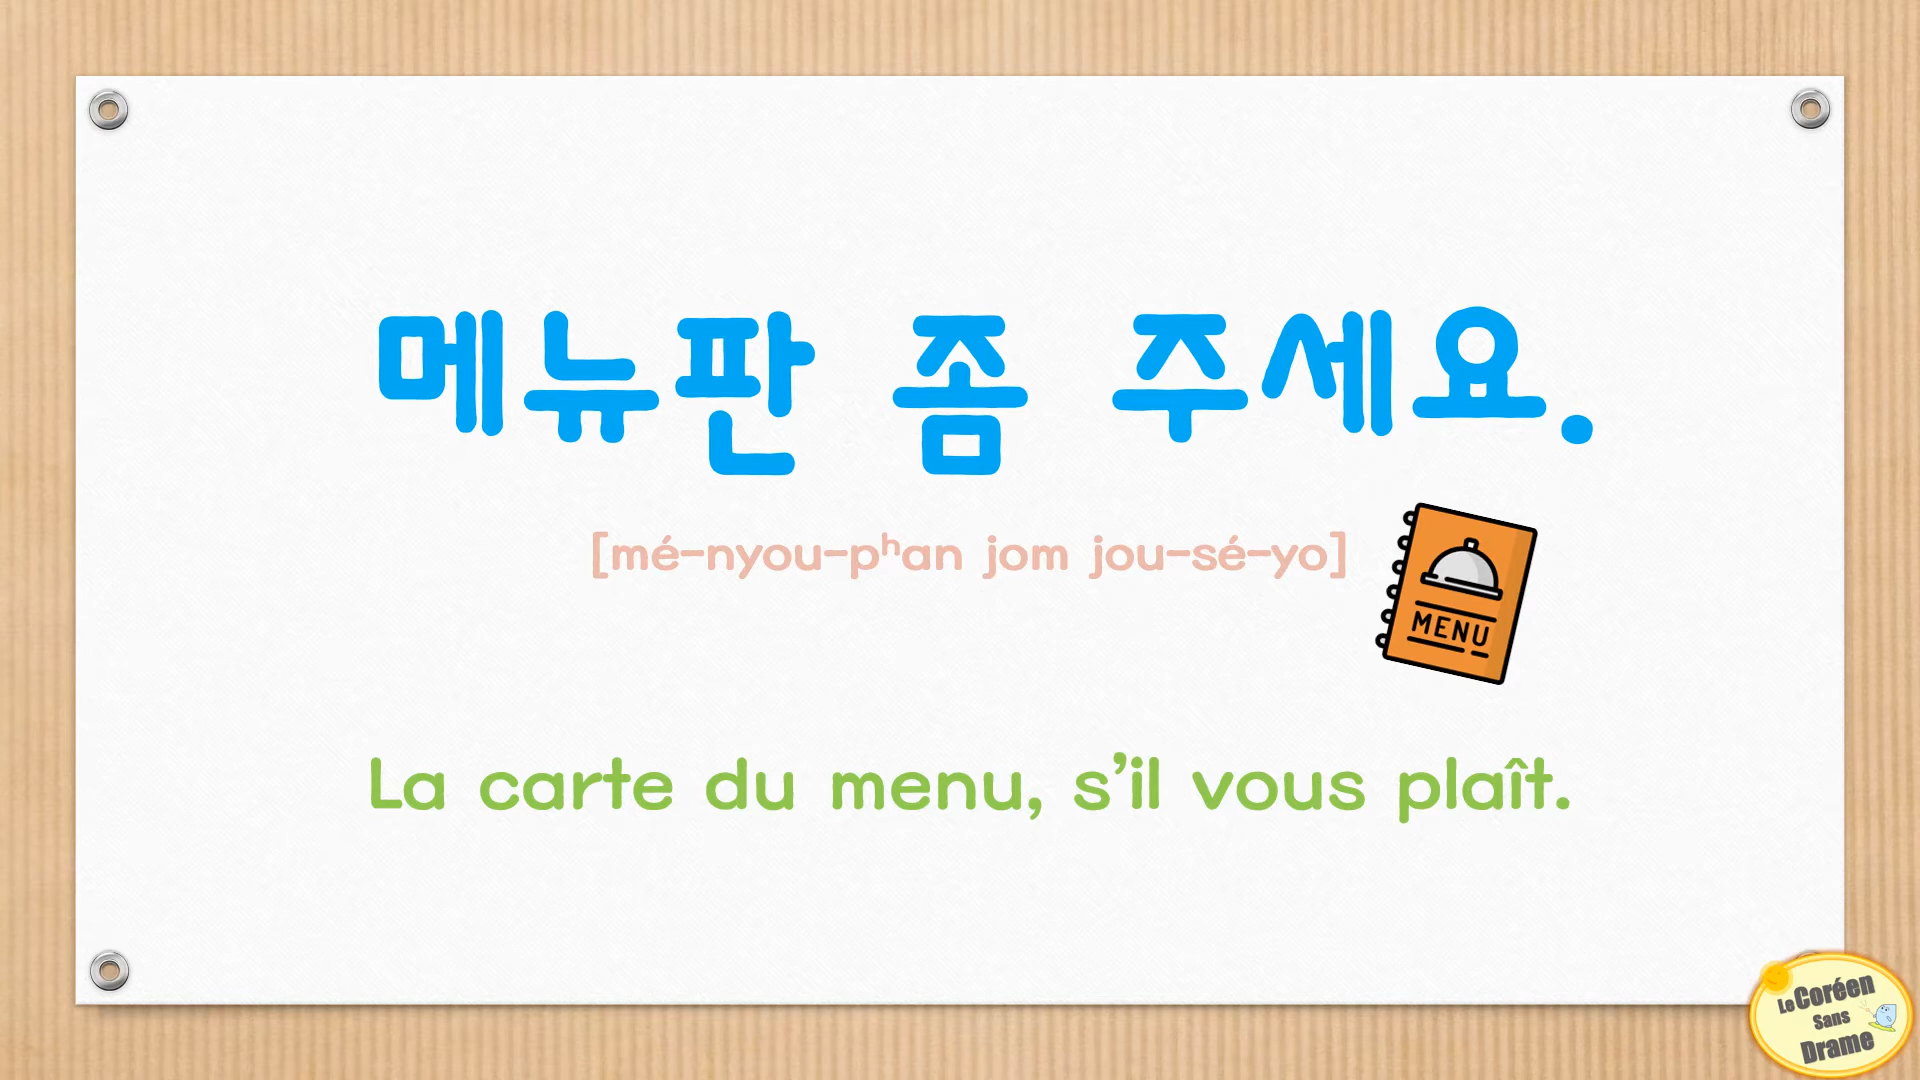 메뉴판 좀 주세요.
[mé-nyou-pʰan jom jou-sé-yo]
MENU
La carte du menu, s’il vous plaît.
Le Coréen
Sans
Drame